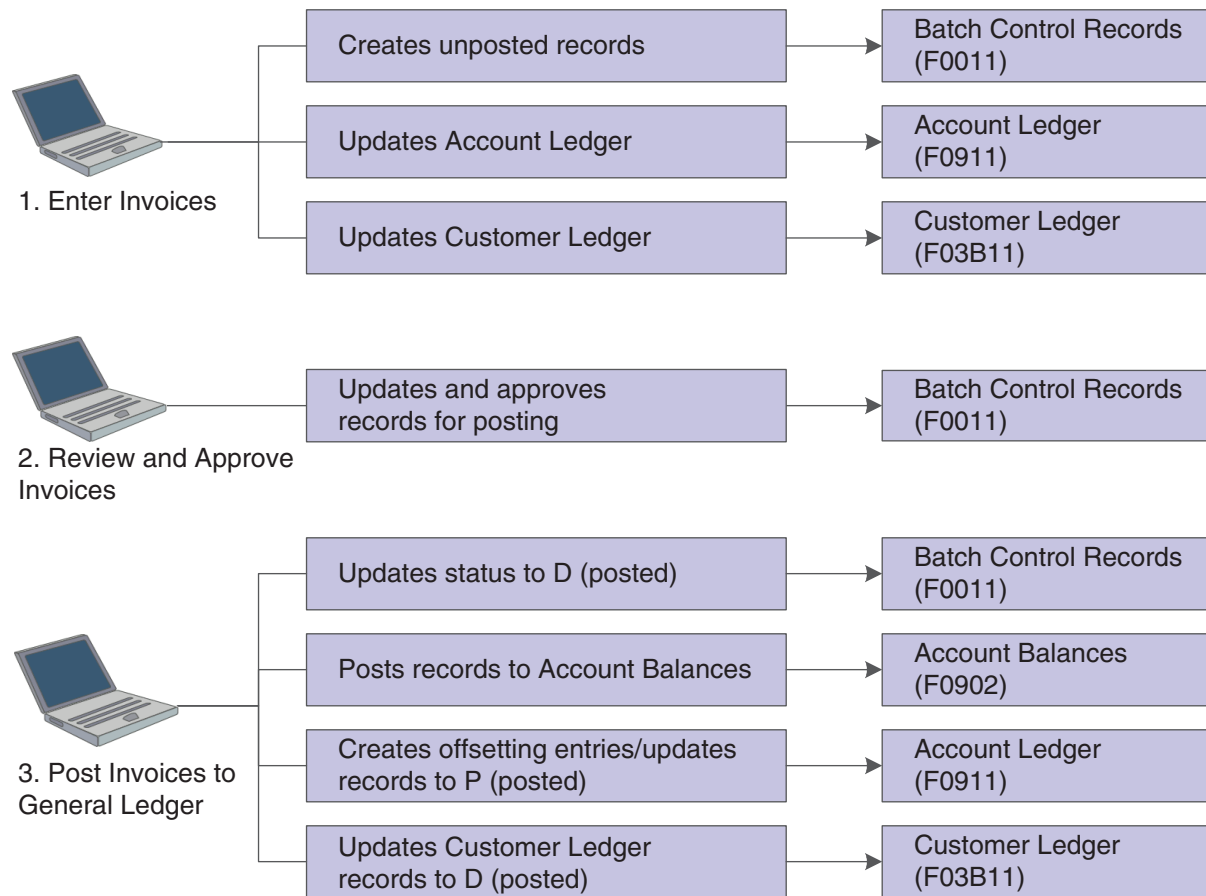 Creates unposted records
Batch Control Records
(F0011)
Updates Account Ledger
Account Ledger
(F0911)
1. Enter Invoices
Updates Customer Ledger
Customer Ledger
(F03B11)
Updates and approves
records for posting
Batch Control Records
(F0011)
2. Review and Approve
Invoices
Updates status to D (posted)
Batch Control Records
(F0011)
Posts records to Account Balances
Account Balances
(F0902)
3. Post Invoices to
General Ledger
Creates offsetting entries/updates
records to P (posted)
Account Ledger
(F0911)
Updates Customer Ledger
records to D (posted)
Customer Ledger
(F03B11)